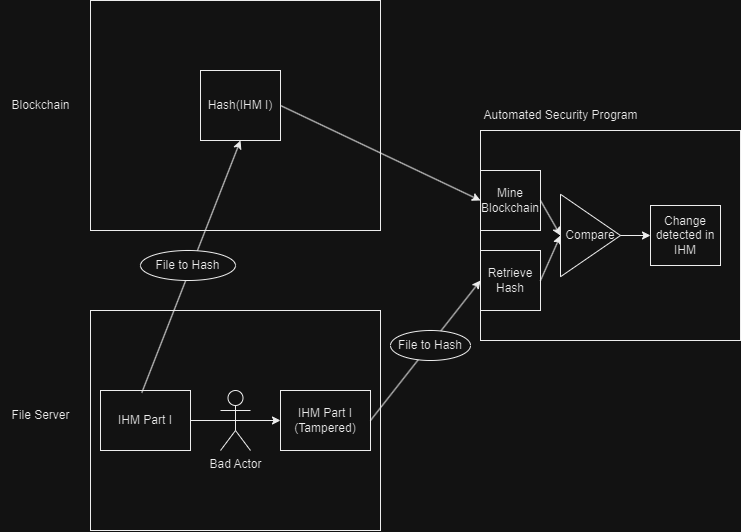 Blockchain
Hash(IHM I)
Automated Security Program
Mine
Blockchain
Compare
Change
detected in
IHM
File to Hash
Retrieve
Hash
File to Hash
File Server
IHM Part I
Bad Actor
IHM Part I
(Tampered)